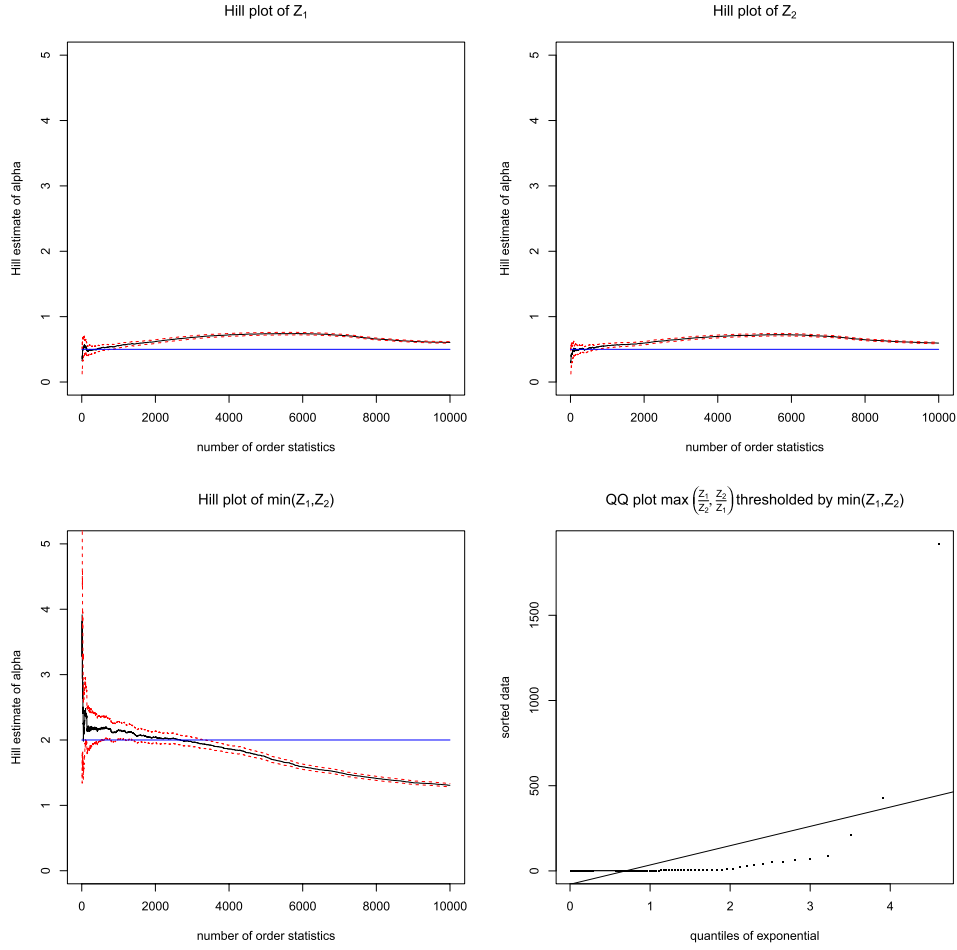 Hill plot of Z₁
Hill estimate of alpha
5
4
3
2
1
0
0 2000 4000 6000 8000 10000
number of order statistics
Hill plot of Z₂
Hill estimate of alpha
5
4
3
2
1
0
0 2000 4000 6000 8000 10000
number of order statistics
Hill plot of min(Z₁,Z₂)
Hill estimate of alpha
5
4
3
2
1
0
0 2000 4000 6000 8000 10000
number of order statistics
QQ plot max (Z₁/Z₂, Z₂/Z₁) thresholded by min(Z₁,Z₂)
sorted data
1500
1000
500
0
0 1 2 3 4
quantiles of exponential